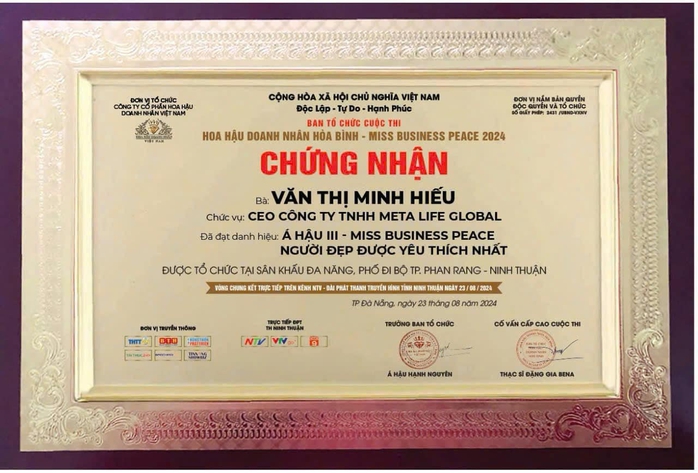 ĐƠN VỊ TỔ CHỨC
CÔNG TY CỔ PHẦN HOA HẬU
DOANH NHÂN VIỆT NAM
CỘNG HÒA XÃ HỘI CHỦ NGHĨA VIỆT NAM
Độc Lập - Tự Do - Hạnh Phúc
ĐƠN VỊ NẮM BẢN QUYỀN
ĐỘC QUYỀN VÀ TỔ CHỨC
SỐ GIẤY PHÉP: 2431 /UBND-VXNV
BAN TỔ CHỨC CUỘC THI
HOA HẬU DOANH NHÂN HÒA BÌNH - MISS BUSINESS PEACE 2024
CHỨNG NHẬN
Bà: VĂN THỊ MINH HIẾU
Chức vụ: CEO CÔNG TY TNHH META LIFE GLOBAL
Đã đạt danh hiệu: Á HẬU III - MISS BUSINESS PEACE
NGƯỜI ĐẸP ĐƯỢC YÊU THÍCH NHẤT
ĐƯỢC TỔ CHỨC TẠI SÂN KHẤU ĐA NĂNG, PHỐ ĐI BỘ TP. PHAN RANG - NINH THUẬN
VÒNG CHUNG KẾT TRỰC TIẾP TRÊN KÊNH NTV - ĐÀI PHÁT THANH TRUYỀN HÌNH TỈNH NINH THUẬN NGÀY 23 / 08 / 2024
TP Đà Nẵng, ngày 23 tháng 08 năm 2024
ĐƠN VỊ TRUYỀN THÔNG
TRỰC TIẾP ĐPT
TH NINH THUẬN
TRƯỞNG BAN TỔ CHỨC
CỐ VẤN CẤP CAO CUỘC THI
NTV
VTV
Á HẬU HẠNH NGUYÊN
THẠC SĨ ĐẶNG GIA BENA